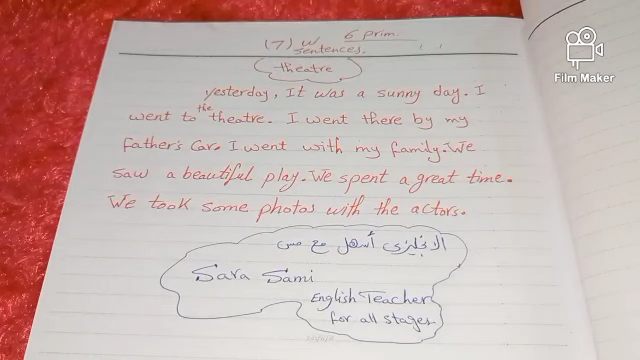 6 prim.
(7) w
sentences.
theatre
yesterday, It was a sunny day. I
went to the theatre. I went there by my
father's Car. I went with my family. We
saw a beautiful play. We spent a great time.
We took some photos with the actors.
الانجليزى أسهل مع مس
Sara Sami
English Teacher
for all stages
Film Maker